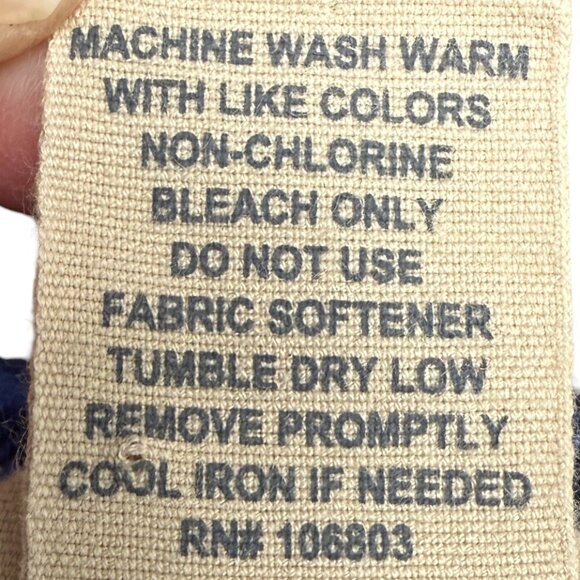 MACHINE WASH WARM
WITH LIKE COLORS
NON-CHLORINE
BLEACH ONLY
DO NOT USE
FABRIC SOFTENER
TUMBLE DRY LOW
REMOVE PROMPTLY
COOL IRON IF NEEDED
RN# 106803